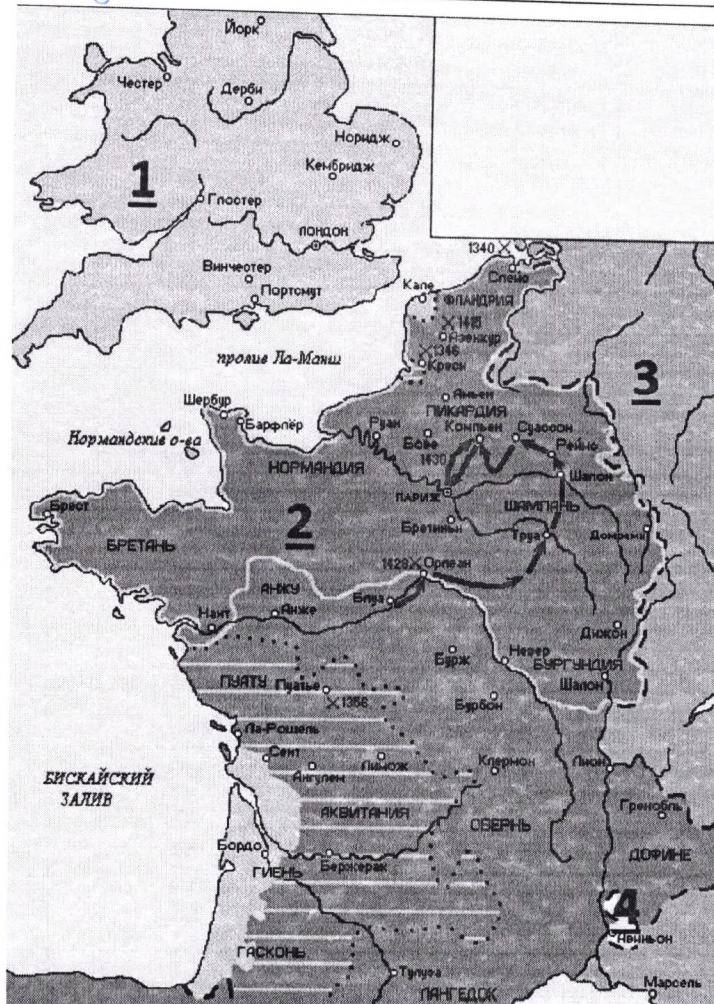 Йорк
Честер
Дерби
Норидж
Кембридж
1
Глостер
ЛОНДОН
Винчестер
Портсмут
1340
Кале
ФЛАНДРИЯ
1415
Азенкур
1346
Креси
3
пролив Ла-Манш
Амьен
ПИКАРДИЯ
Шербур
Барфлёр
Руан
Бове
Компьен
Суассон
Реймс
1430
Нормандские о-ва
НОРМАНДИЯ
Шалон
ПАРИЖ
ШАМПАНЬ
Брест
2
Бретиньи
Труа
Домреми
БРЕТАНЬ
1429
Орлеан
АНЖУ
Блуа
Нант
Анже
Дижон
Бурж
Невер
БУРГУНДИЯ
ПУАТУ
Пуатье
Шалон
1356
Бурбон
Ла-Рошель
Сент
Ангулем
Лимож
Клермон
Лион
БИСКАЙСКИЙ
ЗАЛИВ
АКВИТАНИЯ
Гренобль
ОВЕРНЬ
Бордо
ДОФИНЕ
ГИЕНЬ
Бержерак
4
Авиньон
ГАСКОНЬ
Тулуза
ЛАНГЕДОК
Марсель